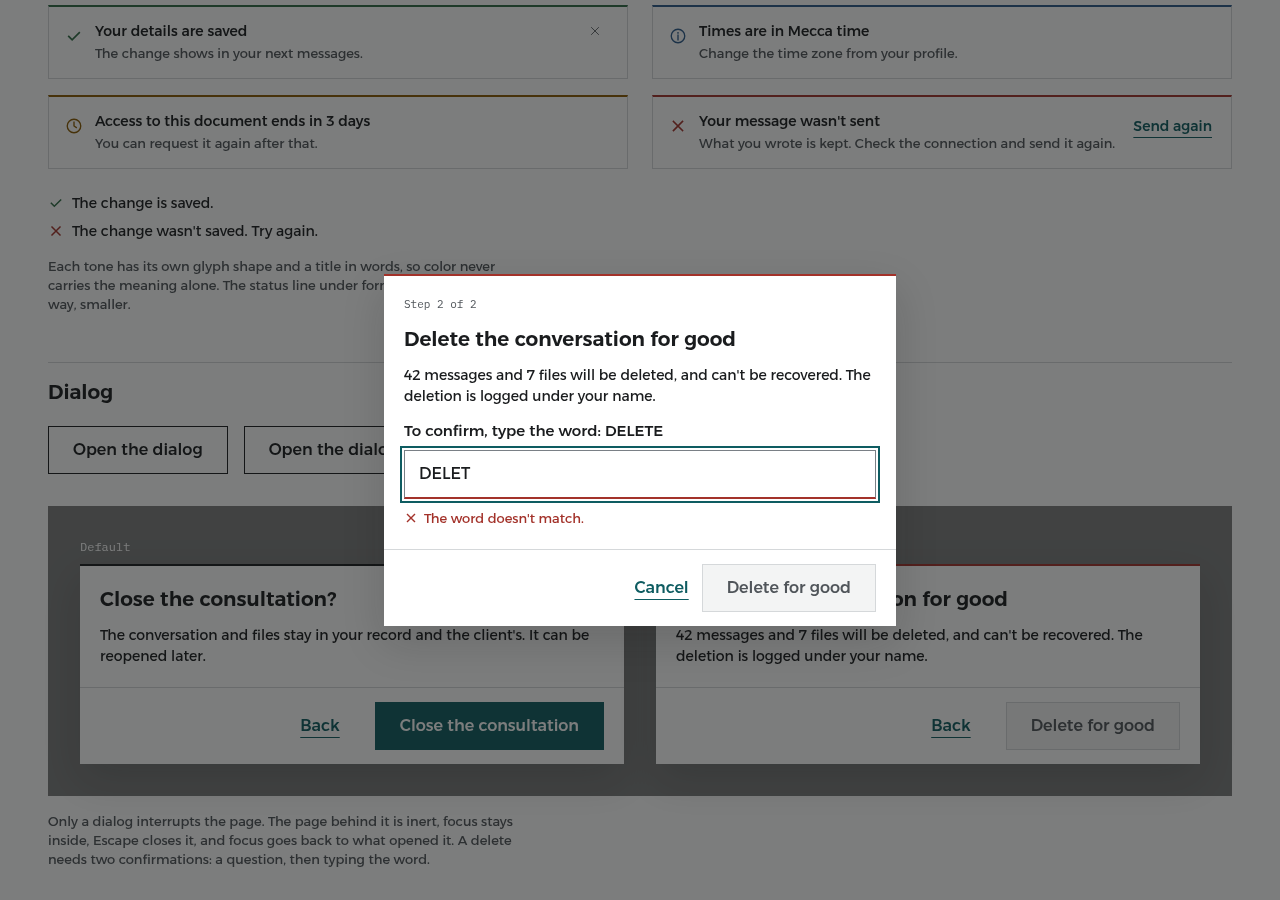 Your details are saved
The change shows in your next messages.
Times are in Mecca time
Change the time zone from your profile.
Access to this document ends in 3 days
You can request it again after that.
Your message wasn't sent
What you wrote is kept. Check the connection and send it again.
Send again
The change is saved.
The change wasn't saved. Try again.
Each tone has its own glyph shape and a title in words, so color never
carries the meaning alone. The status line under
way, smaller.
Step 2 of 2
Delete the conversation for good
42 messages and 7 files will be deleted, and can't be recovered. The
deletion is logged under your name.
To confirm, type the word: DELETE
DELET
The word doesn't match.
Cancel
Delete for good
Dialog
Open the dialog
Open the
Default
Close the consultation?
The conversation and files stay in your record and the client's. It can be
reopened later.
Back
Close the consultation
for good
42 messages and 7 files will be deleted, and can't be recovered. The
deletion is logged under your name.
Back
Delete for good
Only a dialog interrupts the page. The page behind it is inert, focus stays
inside, Escape closes it, and focus goes back to what opened it. A delete
needs two confirmations: a question, then typing the word.